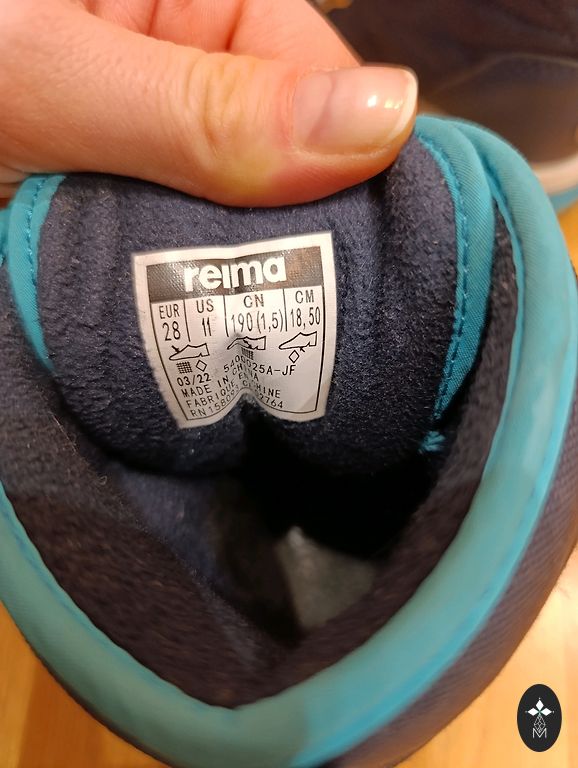 reima
EUR US CN CM
28 11 190(1,5) 18,50
03/22
MADE IN CHINA
FABRIQUE EN CHINE
M